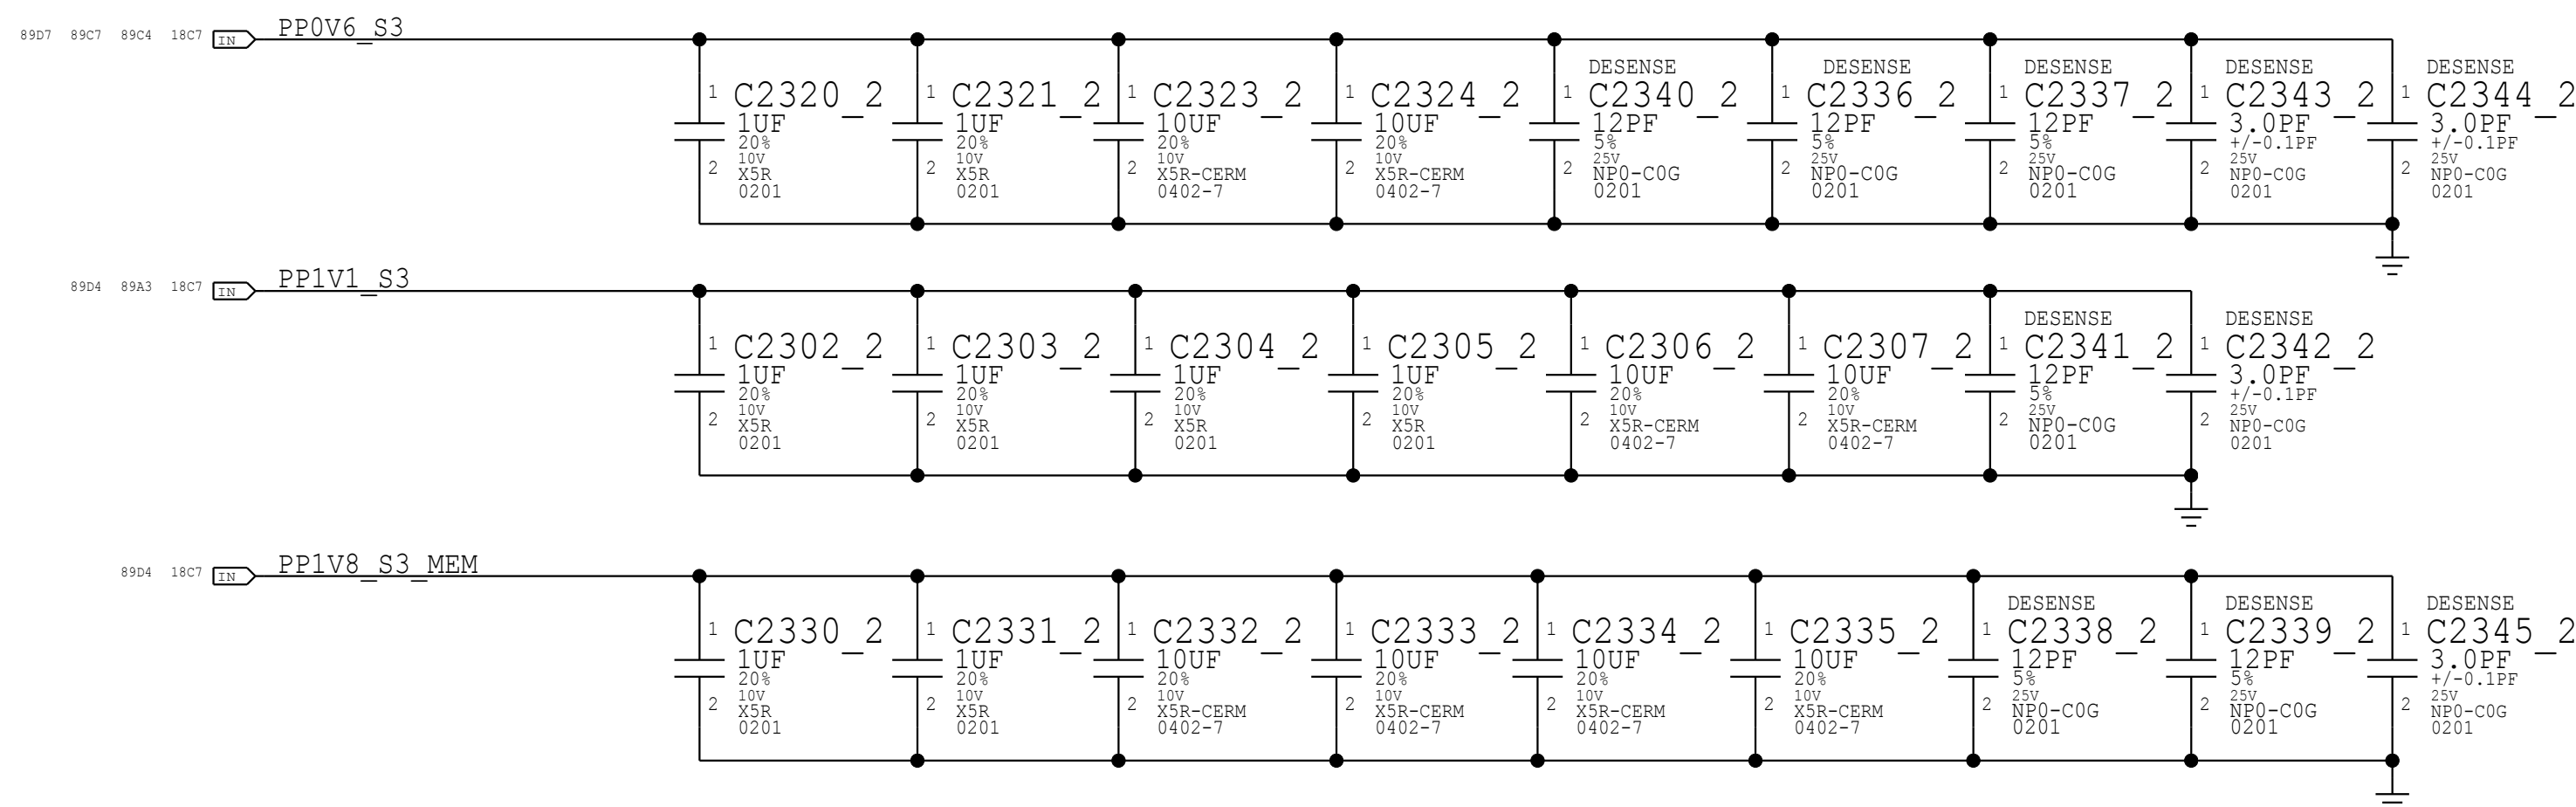 89D7 89C7 89C4 18C7 IN PP0V6_S3
DESENSE DESENSE DESENSE DESENSE DESENSE
1 C2320_2 1 C2321_2 1 C2323_2 1 C2324_2 1 C2340_2 1 C2336_2 1 C2337_2 1 C2343_2 1 C2344_2
1UF 1UF 10UF 10UF 12PF 12PF 12PF 3.0PF 3.0PF
20% 20% 20% 20% 5% 5% 5% +/-0.1PF +/-0.1PF
10V 10V 10V 10V 25V 25V 25V 25V 25V
2 X5R 2 X5R 2 X5R-CERM 2 X5R-CERM 2 NP0-C0G 2 NP0-C0G 2 NP0-C0G 2 NP0-C0G 2 NP0-C0G
0201 0201 0402-7 0402-7 0201 0201 0201 0201 0201
89D4 89A3 18C7 IN PP1V1_S3
DESENSE DESENSE
1 C2302_2 1 C2303_2 1 C2304_2 1 C2305_2 1 C2306_2 1 C2307_2 1 C2341_2 1 C2342_2
1UF 1UF 1UF 1UF 10UF 10UF 12PF 3.0PF
20% 20% 20% 20% 20% 20% 5% +/-0.1PF
10V 10V 10V 10V 10V 10V 25V 25V
2 X5R 2 X5R 2 X5R 2 X5R 2 X5R-CERM 2 X5R-CERM 2 NP0-C0G 2 NP0-C0G
0201 0201 0201 0201 0402-7 0402-7 0201 0201
89D4 18C7 IN PP1V8_S3_MEM
DESENSE DESENSE DESENSE
1 C2330_2 1 C2331_2 1 C2332_2 1 C2333_2 1 C2334_2 1 C2335_2 1 C2338_2 1 C2339_2 1 C2345_2
1UF 1UF 10UF 10UF 10UF 10UF 12PF 12PF 3.0PF
20% 20% 20% 20% 20% 20% 5% 5% +/-0.1PF
10V 10V 10V 10V 10V 10V 25V 25V 25V
2 X5R 2 X5R 2 X5R-CERM 2 X5R-CERM 2 X5R-CERM 2 X5R-CERM 2 NP0-C0G 2 NP0-C0G 2 NP0-C0G
0201 0201 0402-7 0402-7 0402-7 0402-7 0201 0201 0201